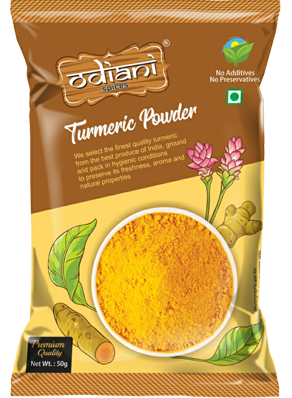 odiani®
spices
No Additives
No Preservatives
Turmeric Powder
We select the finest quality turmeric
from the best produce of India, ground
and pack in hygienic conditions
to preserve its freshness, aroma and
natural properties
Premium
Quality
Net Wt. : 50g